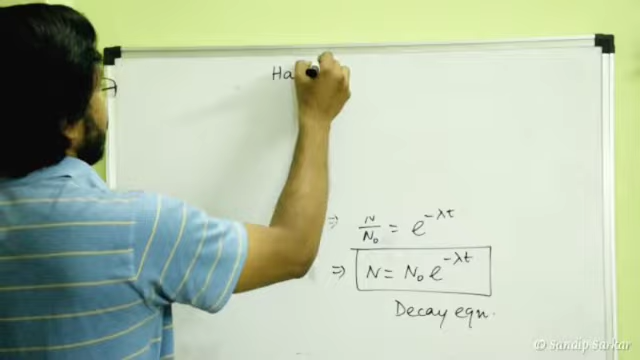 Ha
⇒ N/N₀ = e^-λt
⇒ N = N₀ e^-λt
Decay eqn.
© Sandip Sarkar